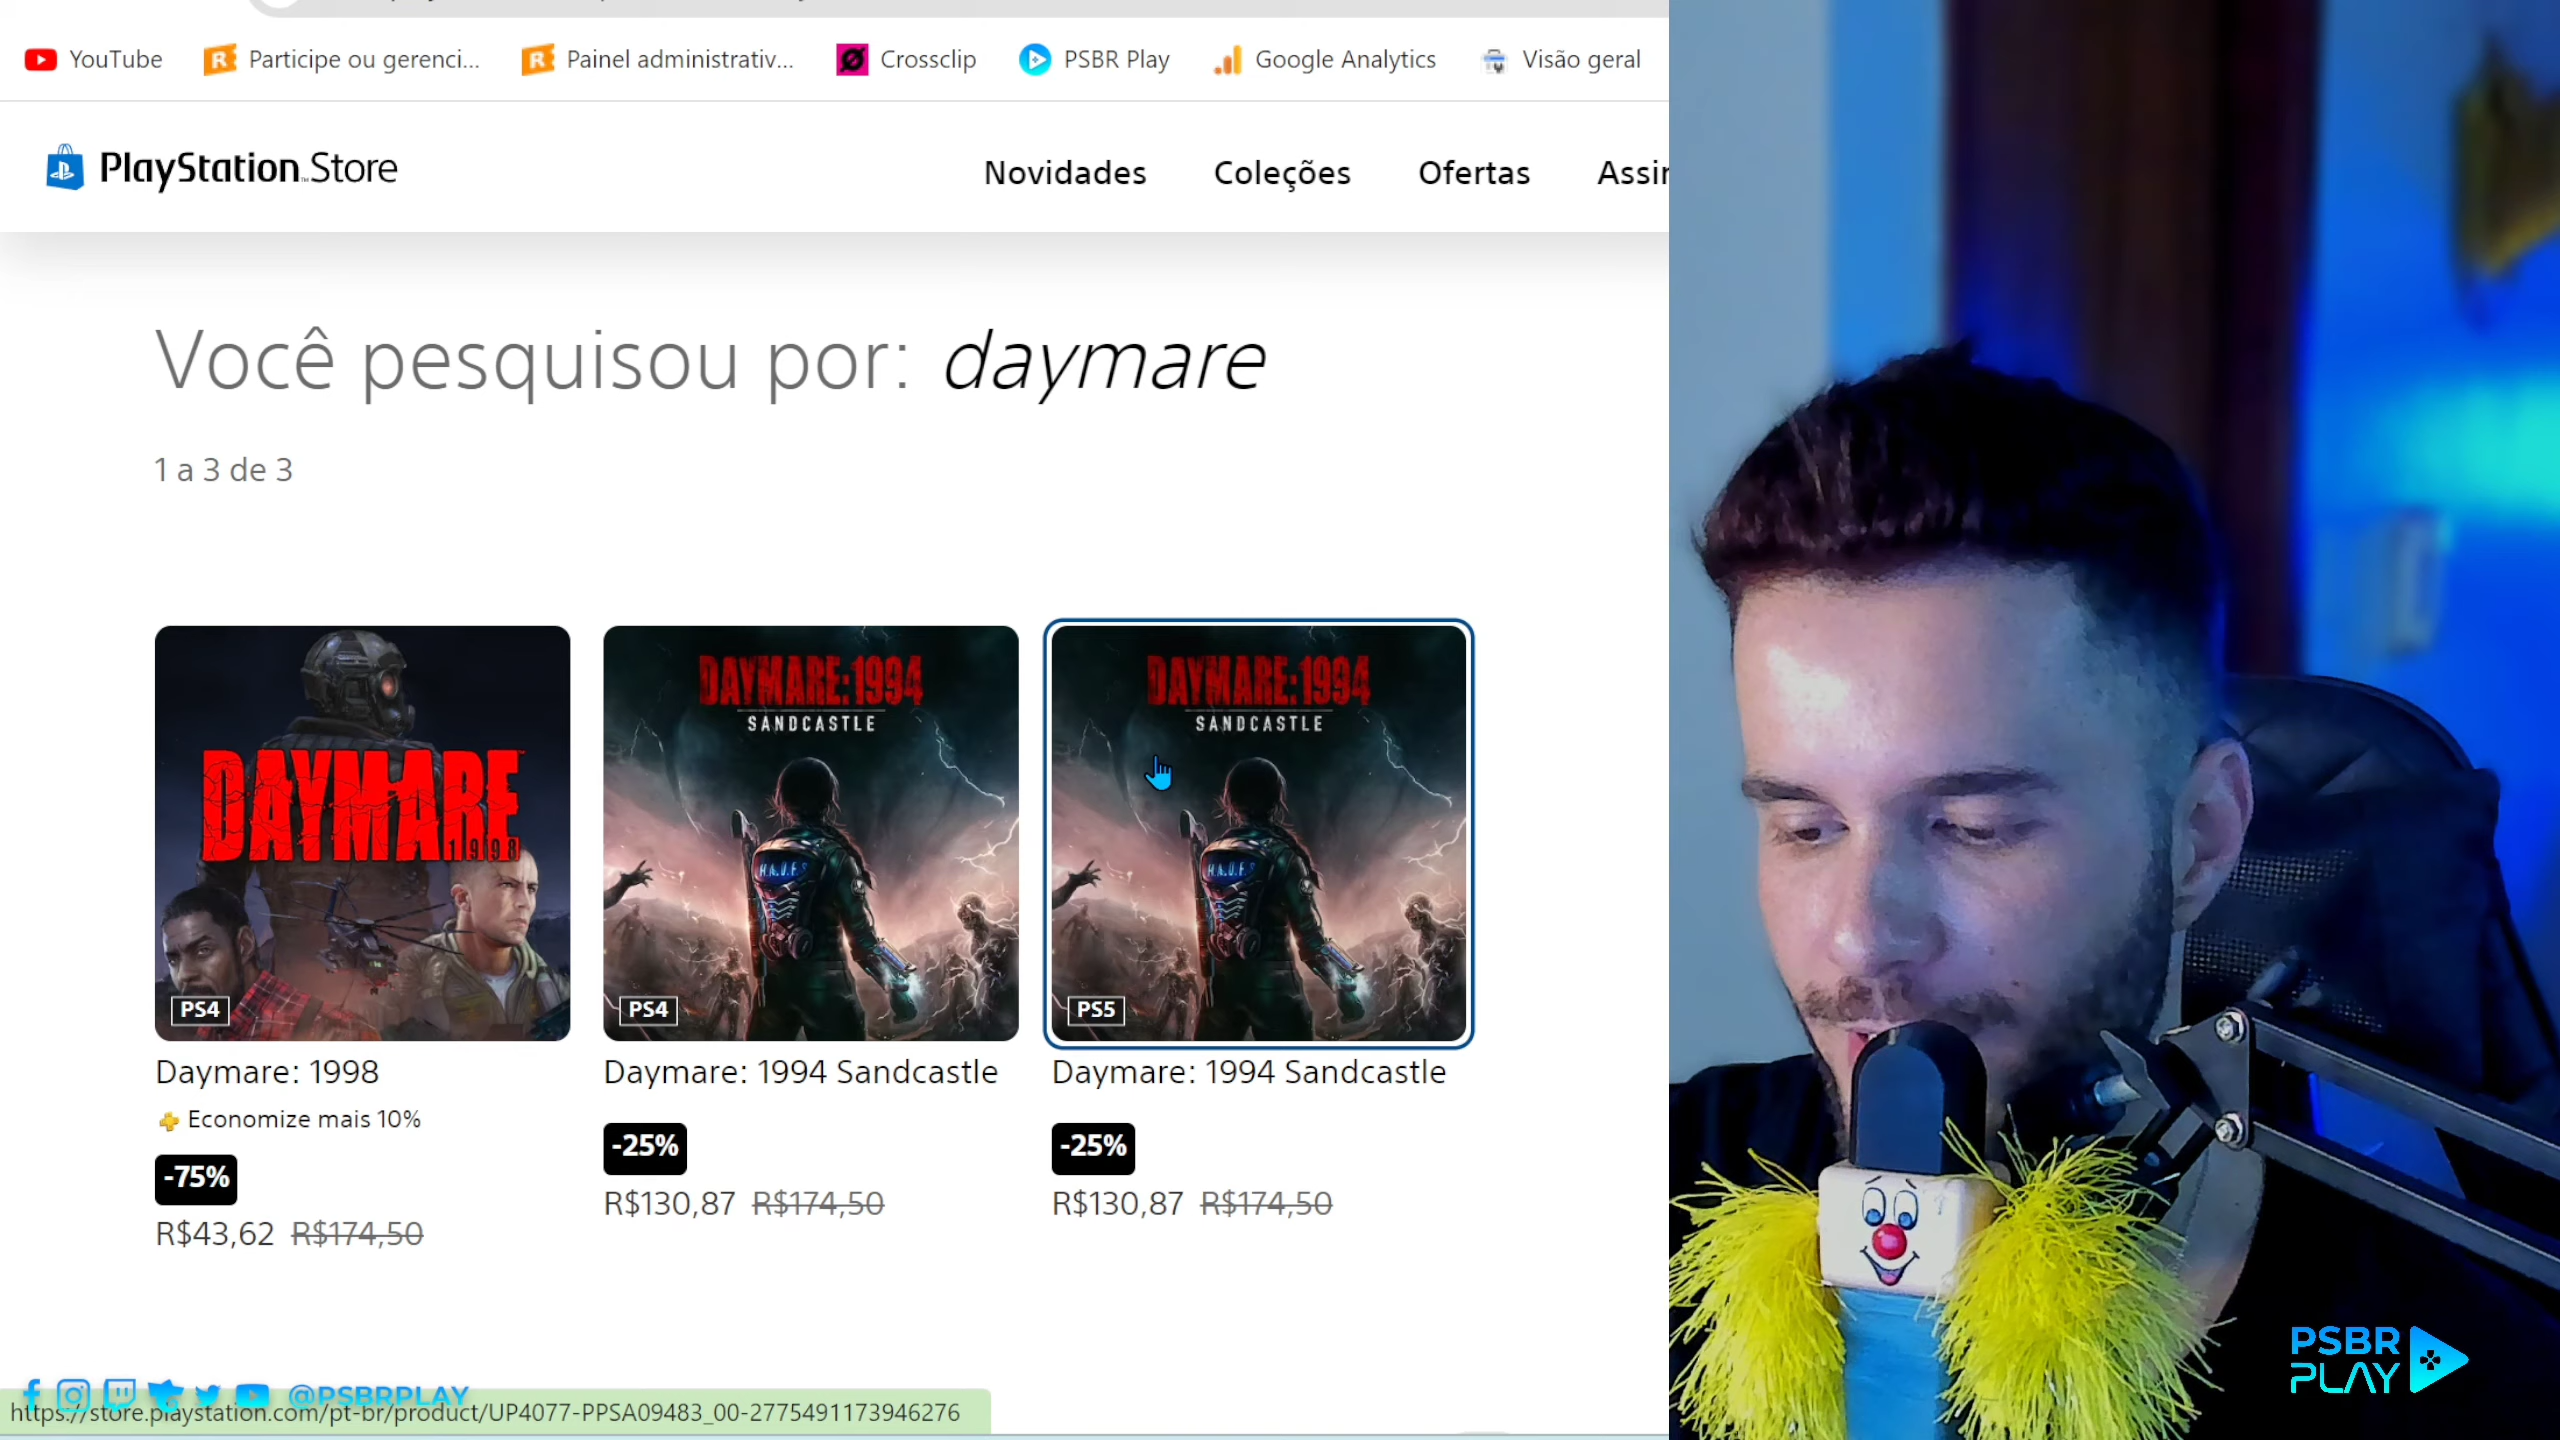 YouTube
Participe ou gerenci...
Painel administrativ...
Crossclip
PSBR Play
Google Analytics
Visão geral
PlayStation Store
Novidades
Coleções
Ofertas
Assin
Você pesquisou por: daymare
1 a 3 de 3
DAYMARE
1998
PS4
DAYMARE:1994
SANDCASTLE
H.A.D.E.S
PS4
DAYMARE:1994
SANDCASTLE
H.A.D.E.S
PS5
Daymare: 1998
Economize mais 10%
-75%
R$43,62 R$174,50
Daymare: 1994 Sandcastle
-25%
R$130,87 R$174,50
Daymare: 1994 Sandcastle
-25%
R$130,87 R$174,50
@PSBRPLAY
https://store.playstation.com/pt-br/product/UP4077-PPSA09483_00-2775491173946276
PSBR
PLAY